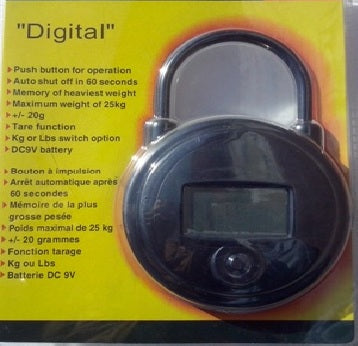 "Digital"
Push button for operation
Auto shut off in 60 seconds
Memory of heaviest weight
Maximum weight of 25kg
+/- 20g
Tare function
Kg or Lbs switch option
DC9V battery
Bouton à impulsion
Arrêt automatique après
60 secondes
Mémoire de la plus
grosse pesée
Poids maximal de 25 kg
+/- 20 grammes
Fonction tarage
Kg ou Lbs
Batterie DC 9V